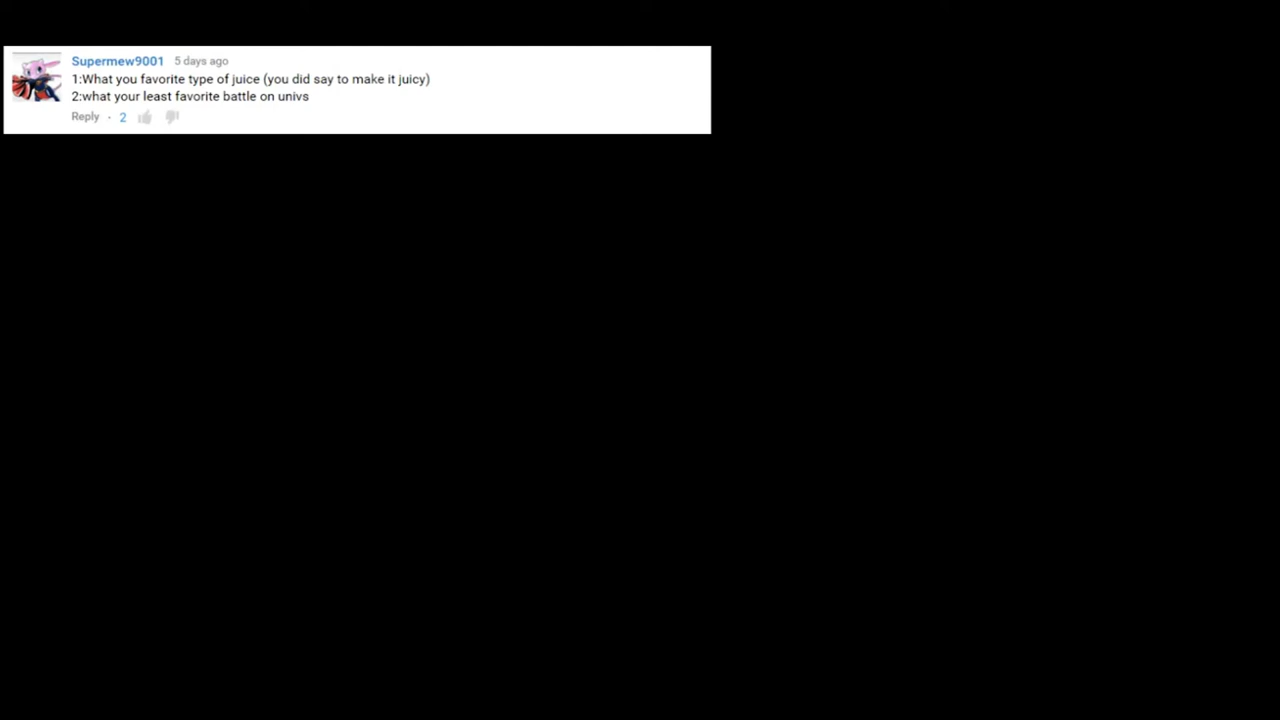 Supermew9001 5 days ago
1:What you favorite type of juice (you did say to make it juicy)
2:what your least favorite battle on univs
Reply · 2